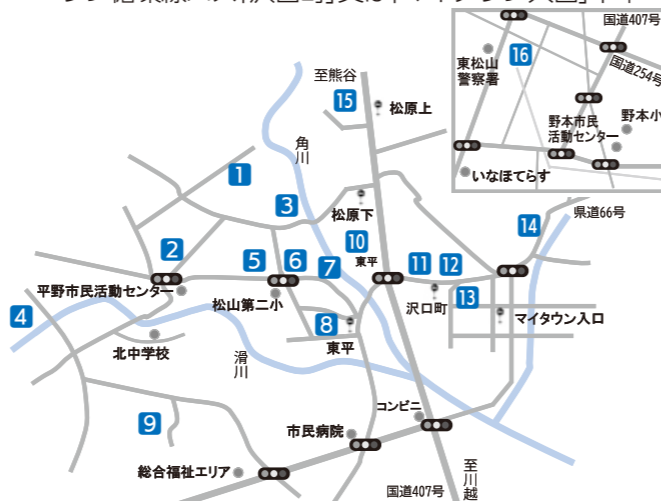 国道407号
国道254号
東松山
警察署
16
野本小
野本市民
活動センター
いなほてらす
至熊谷
15
松原上
角川
1
3
松原下
14
県道66号
2
5
6
7
10
東平
11
12
13
沢口町
平野市民活動センター
松山第二小
マイタウン入口
4
8
東平
北中学校
滑川
9
コンビニ
市民病院
総合福祉エリア
国道407号
至川越